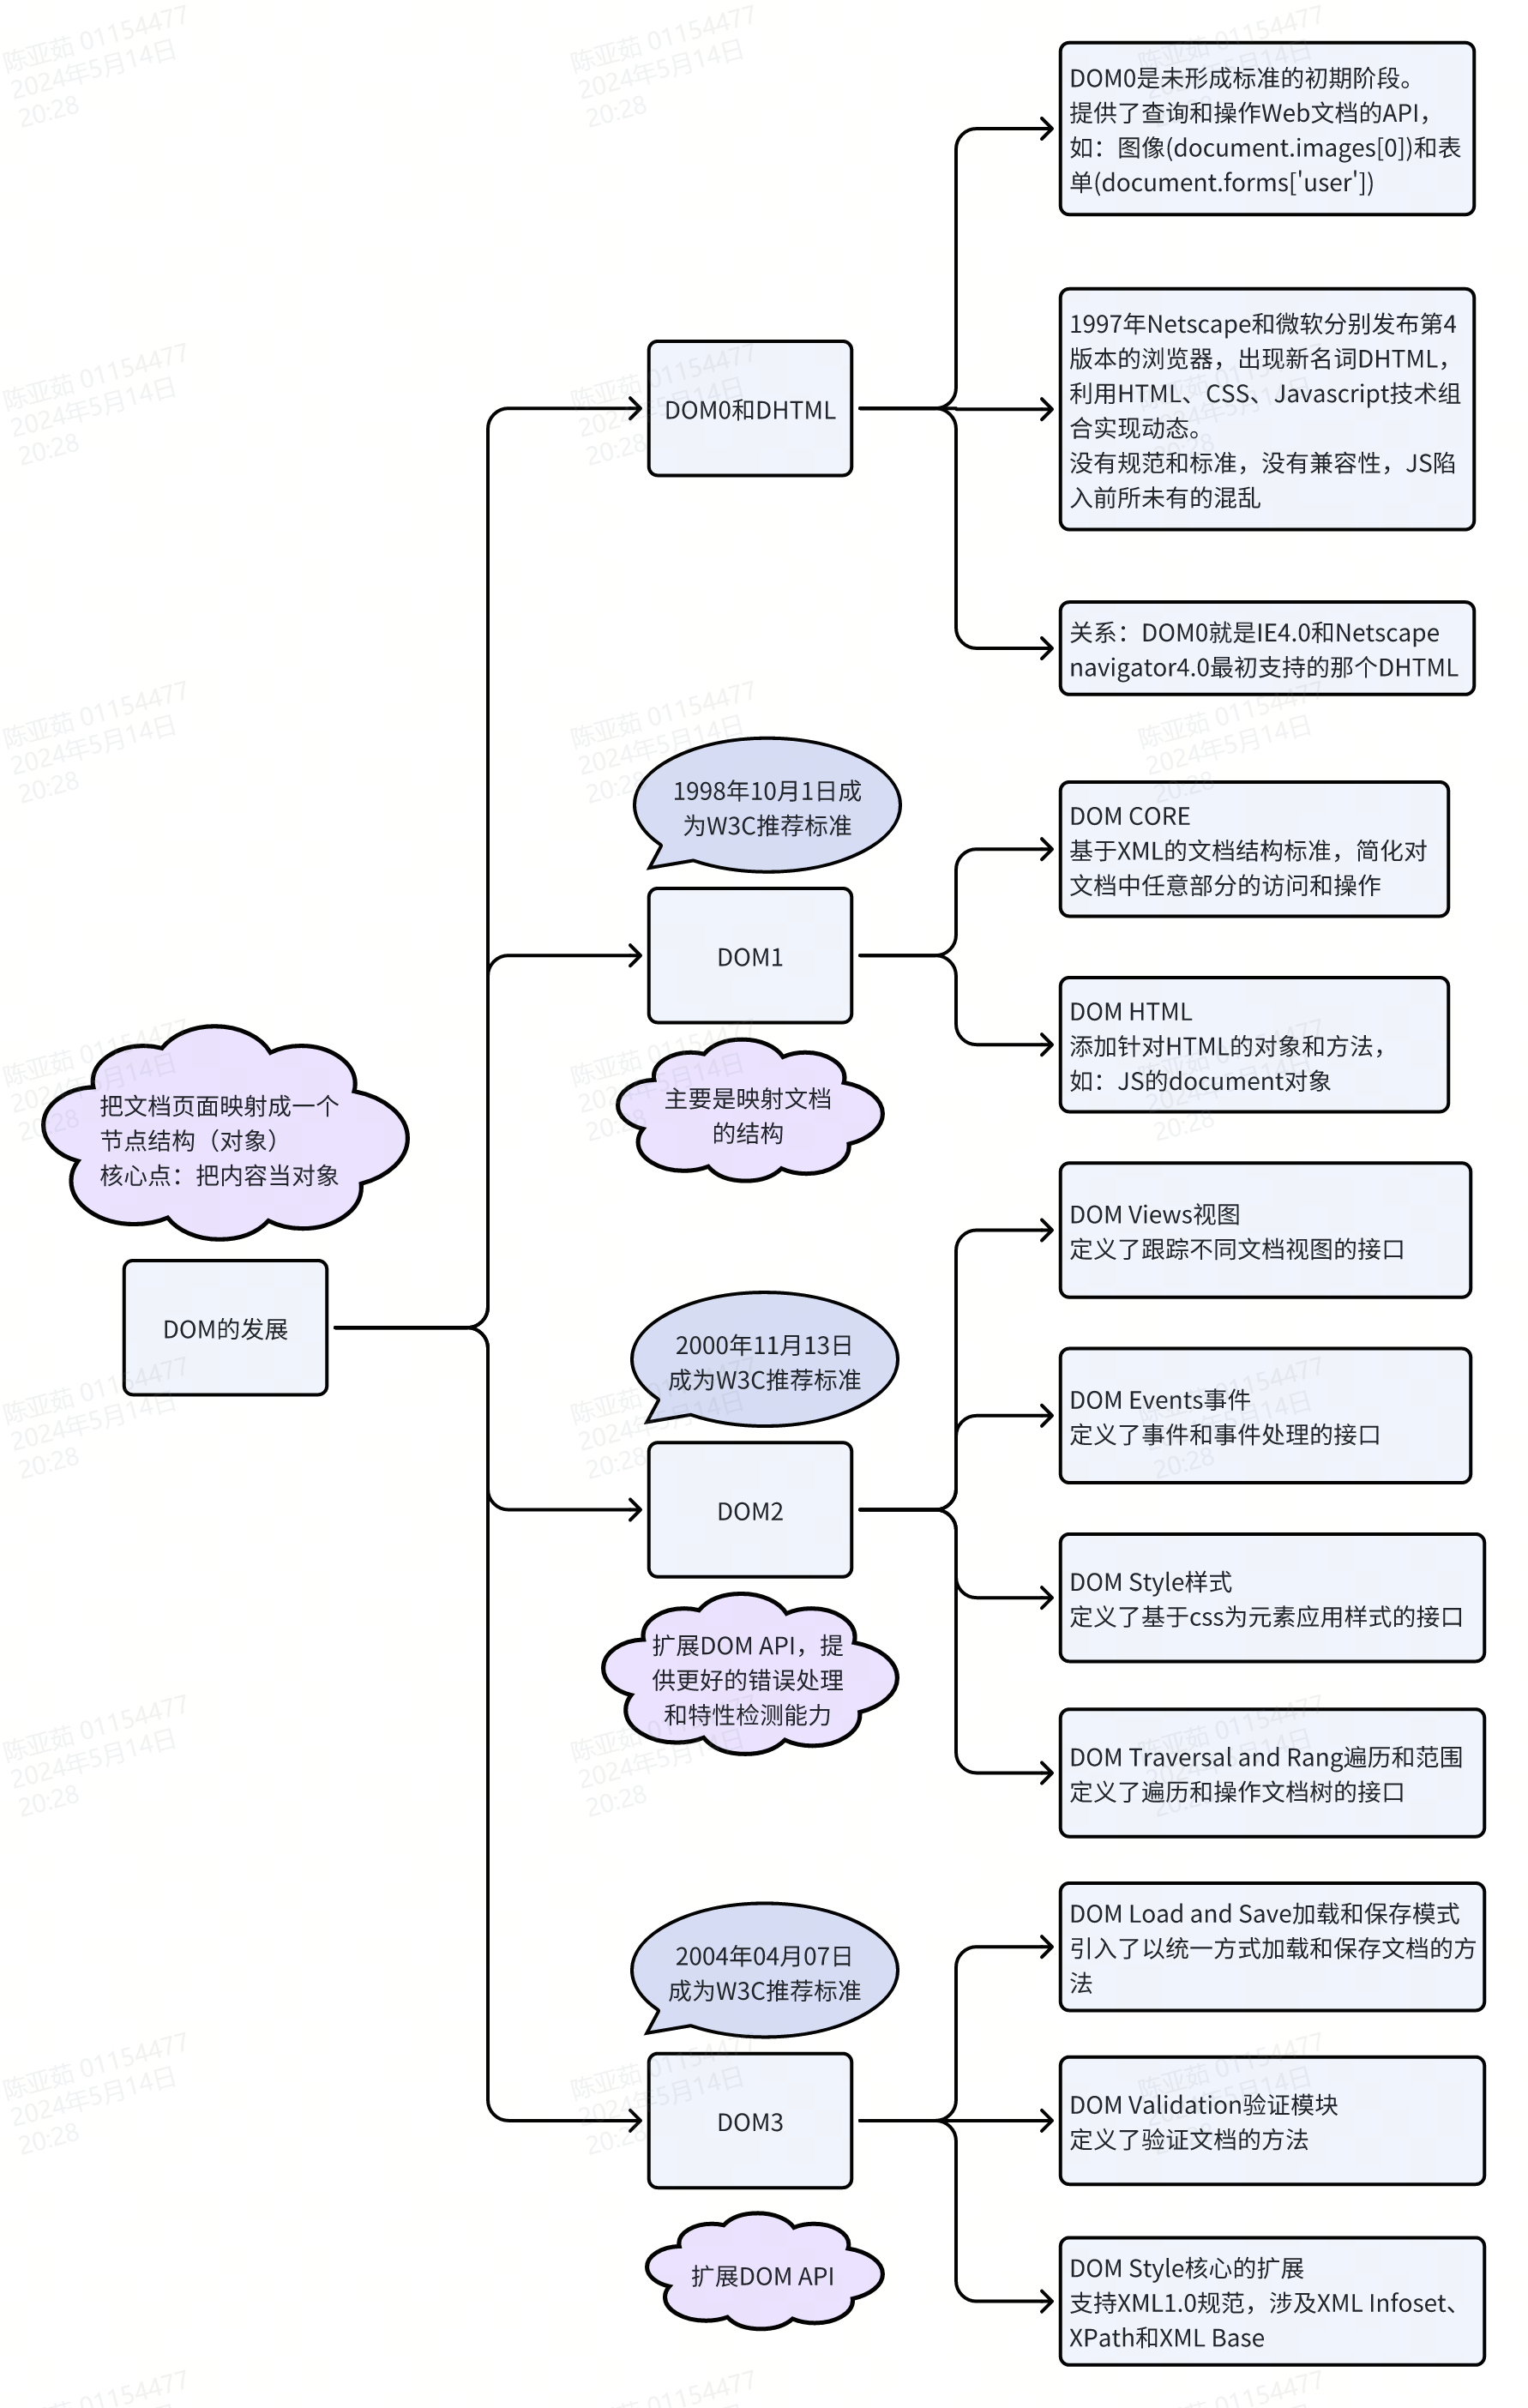 DOM0是未形成标准的初期阶段。
提供了查询和操作Web文档的API，
如：图像(document.images[0])和表
单(document.forms['user'])
1997年Netscape和微软分别发布第4
版本的浏览器，出现新名词DHTML，
利用HTML、CSS、Javascript技术组
合实现动态。
没有规范和标准，没有兼容性，JS陷
入前所未有的混乱
DOM0和DHTML
关系：DOM0就是IE4.0和Netscape
navigator4.0最初支持的那个DHTML
1998年10月1日成
为W3C推荐标准
DOM CORE
基于XML的文档结构标准，简化对
文档中任意部分的访问和操作
DOM1
DOM HTML
添加针对HTML的对象和方法，
如：JS的document对象
主要是映射文档
的结构
把文档页面映射成一个
节点结构（对象）
核心点：把内容当对象
DOM的发展
DOM Views视图
定义了跟踪不同文档视图的接口
2000年11月13日
成为W3C推荐标准
DOM Events事件
定义了事件和事件处理的接口
DOM2
DOM Style样式
定义了基于css为元素应用样式的接口
扩展DOM API，提
供更好的错误处理
和特性检测能力
DOM Traversal and Rang遍历和范围
定义了遍历和操作文档树的接口
DOM Load and Save加载和保存模式
引入了以统一方式加载和保存文档的方
法
2004年04月07日
成为W3C推荐标准
DOM3
DOM Validation验证模块
定义了验证文档的方法
扩展DOM API
DOM Style核心的扩展
支持XML1.0规范，涉及XML Infoset、
XPath和XML Base
陈亚茹 01154477
2024年5月14日
20:28